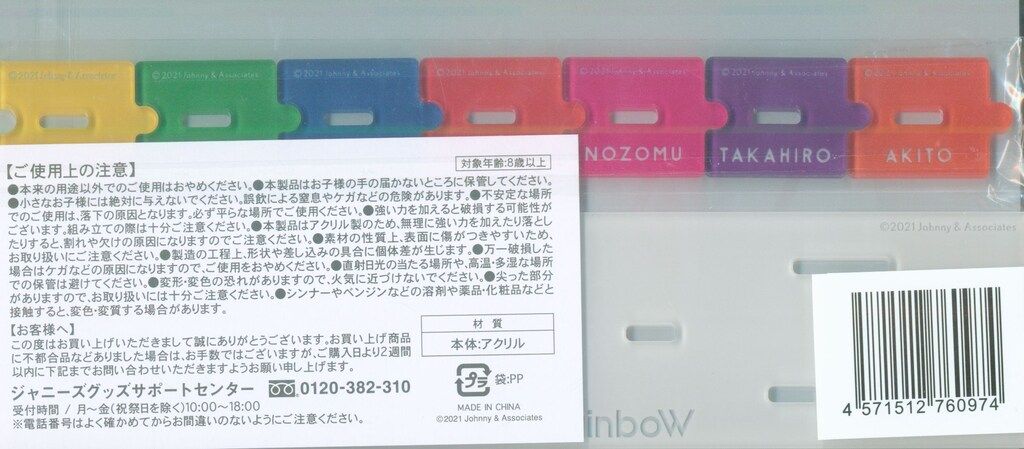 ©2021 Johnny & Associates
©2021 Johnny & Associates
©2021 Johnny & Associates
©2021 Johnny & Associates
©2021 Johnny & Associates
©2021 Johnny & Associates
©2021 Johnny & Associates
NOZOMU
TAKAHIRO
AKITO
【ご使用上の注意】
対象年齢:8歳以上
●本来の用途以外でのご使用はおやめください。●本製品はお子様の手の届かないところに保管してください。
●小さなお子様には絶対に与えないでください。誤飲による窒息やケガなどの危険があります。●不安定な場所
でのご使用は、落下の原因となります。必ず平らな場所でご使用ください。●強い力を加えると破損する可能性が
ございます。組み立ての際は十分ご注意ください。●本製品はアクリル製のため、無理に強い力を加えたり落とし
たりすると、割れや欠けの原因になりますのでご注意ください。●素材の性質上、表面に傷がつきやすいため、
お取り扱いにご注意ください。●製造の工程上、形状や差し込みの具合に個体差が生じます。●万一破損した
場合はケガなどの原因になりますので、ご使用をおやめください。●直射日光の当たる場所や、高温・多湿な場所
での保管は避けてください。●変形・変色の恐れがありますので、火気に近づけないでください。●尖った部分
がありますので、お取り扱いには十分ご注意ください。●シンナーやベンジンなどの溶剤や薬品・化粧品などと
接触すると、変色・変質する場合があります。
【お客様へ】
この度はお買い上げいただきまして誠にありがとうございます。お買い上げ商品
に不都合品などありました場合は、お手数ではございますが、ご購入日より2週間
以内に下記までお問い合わせいただきますようお願い申し上げます。
ジャニーズグッズサポートセンター 0120-382-310
受付時間 / 月〜金(祝祭日を除く)10:00〜18:00
※電話番号はよく確かめてからお間違いのないようにご注意ください。
材 質
本体:アクリル
プラ 袋:PP
MADE IN CHINA
©2021 Johnny & Associates
©2021 Johnny & Associates
inboW
4 571512 760974